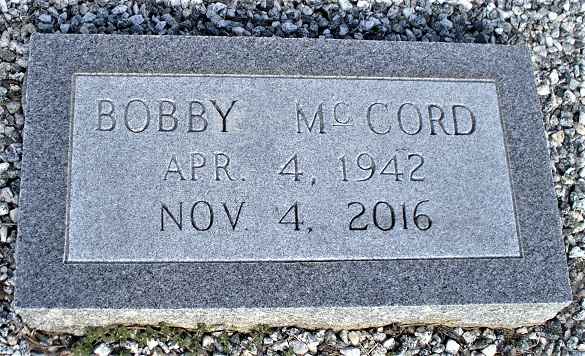 BOBBY McCORD
APR. 4, 1942
NOV. 4, 2016